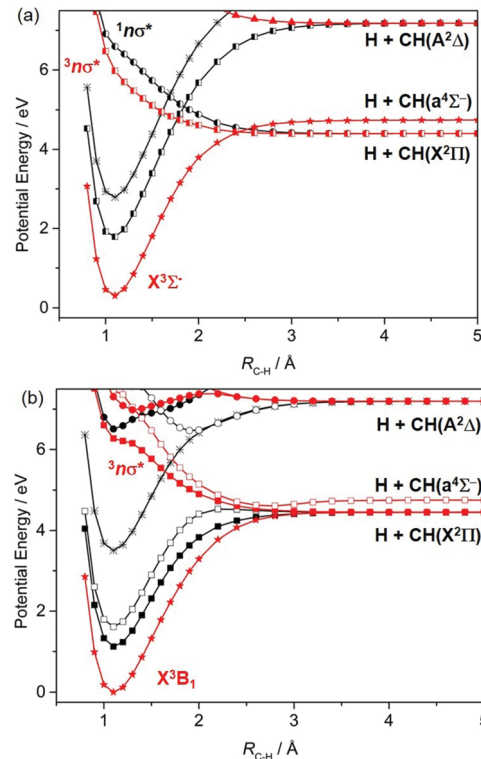 (a)
¹nσ*
³nσ*
H + CH(A²Δ)
H + CH(a⁴Σ⁻)
H + CH(X²Π)
X³Σ⁻
Potential Energy / eV
6
4
2
0
1 2 3 4 5
R_C-H / Å
(b)
³nσ*
H + CH(A²Δ)
H + CH(a⁴Σ⁻)
H + CH(X²Π)
X³B₁
Potential Energy / eV
6
4
2
0
1 2 3 4 5
R_C-H / Å